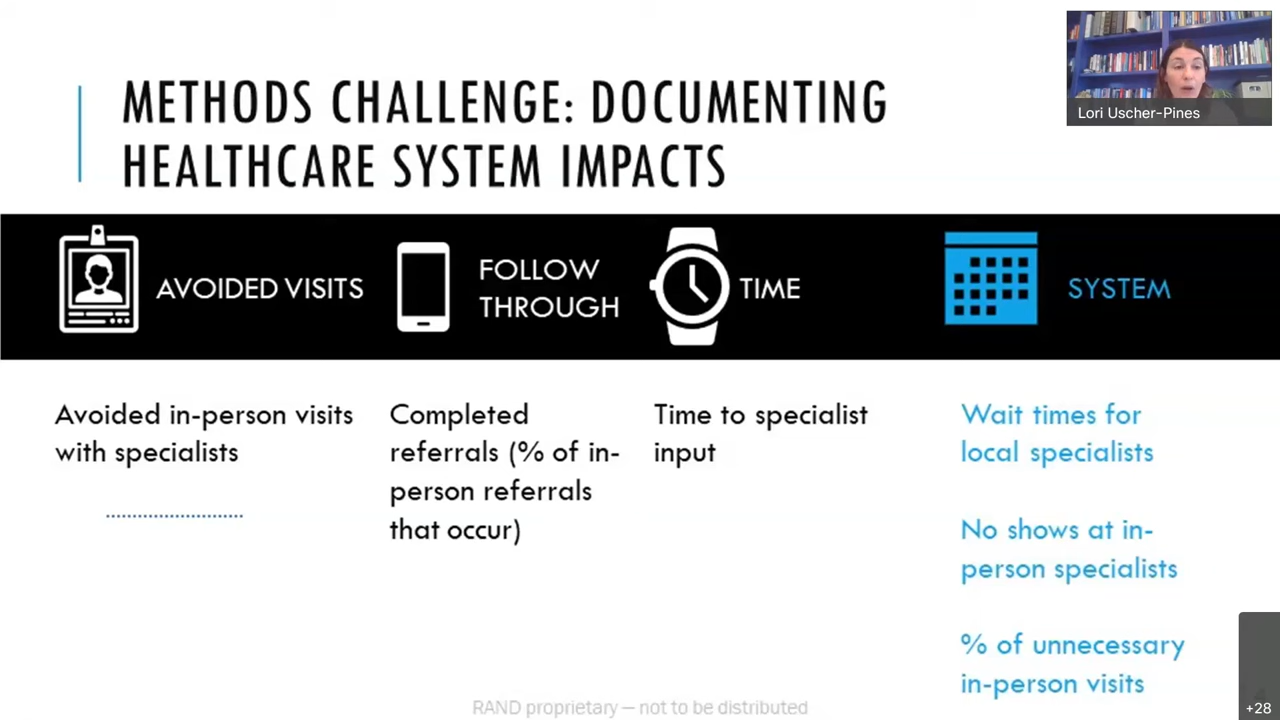 METHODS CHALLENGE: DOCUMENTING
HEALTHCARE SYSTEM IMPACTS
Lori Uscher-Pines
AVOIDED VISITS
FOLLOW
THROUGH
TIME
SYSTEM
Avoided in-person visits
with specialists
Completed
referrals (% of in-
person referrals
that occur)
Time to specialist
input
Wait times for
local specialists
No shows at in-
person specialists
% of unnecessary
in-person visits
RAND proprietary – not to be distributed
+28